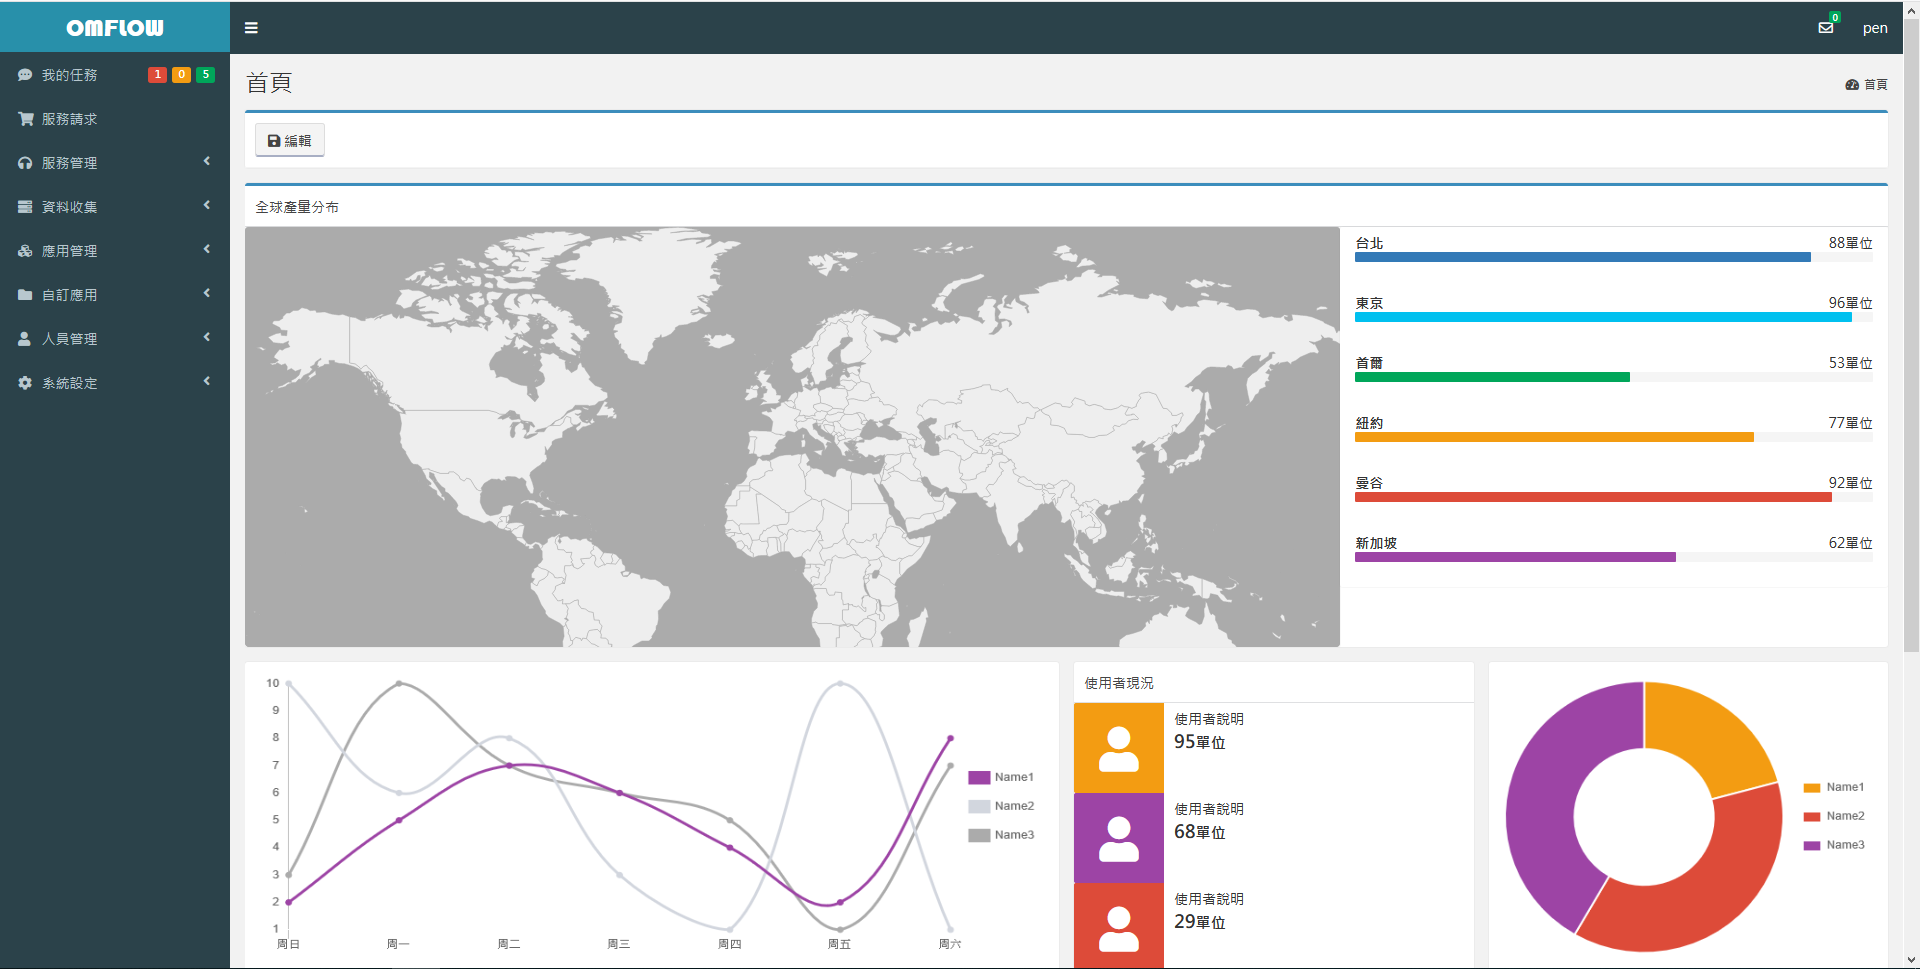 OMFLOW
0
pen
我的任務 1 0 5
服務請求
服務管理
資料收集
應用管理
自訂應用
人員管理
系統設定
首頁
首頁
編輯
全球產量分布
台北 88單位
東京 96單位
首爾 53單位
紐約 77單位
曼谷 92單位
新加坡 62單位
10
9
8
7
6
5
4
3
2
1
周日 周一 周二 周三 周四 周五 周六
Name1
Name2
Name3
使用者現況
使用者說明
95單位
使用者說明
68單位
使用者說明
29單位
Name1
Name2
Name3